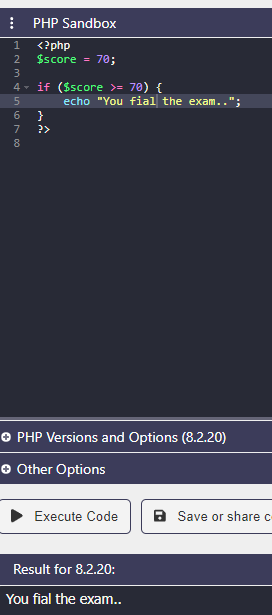 PHP Sandbox
1 <?php
2 $score = 70;
3
4 if ($score >= 70) {
5 echo "You fial the exam..";
6 }
7 ?>
8
PHP Versions and Options (8.2.20)
Other Options
Execute Code
Save or share c
Result for 8.2.20:
You fial the exam..